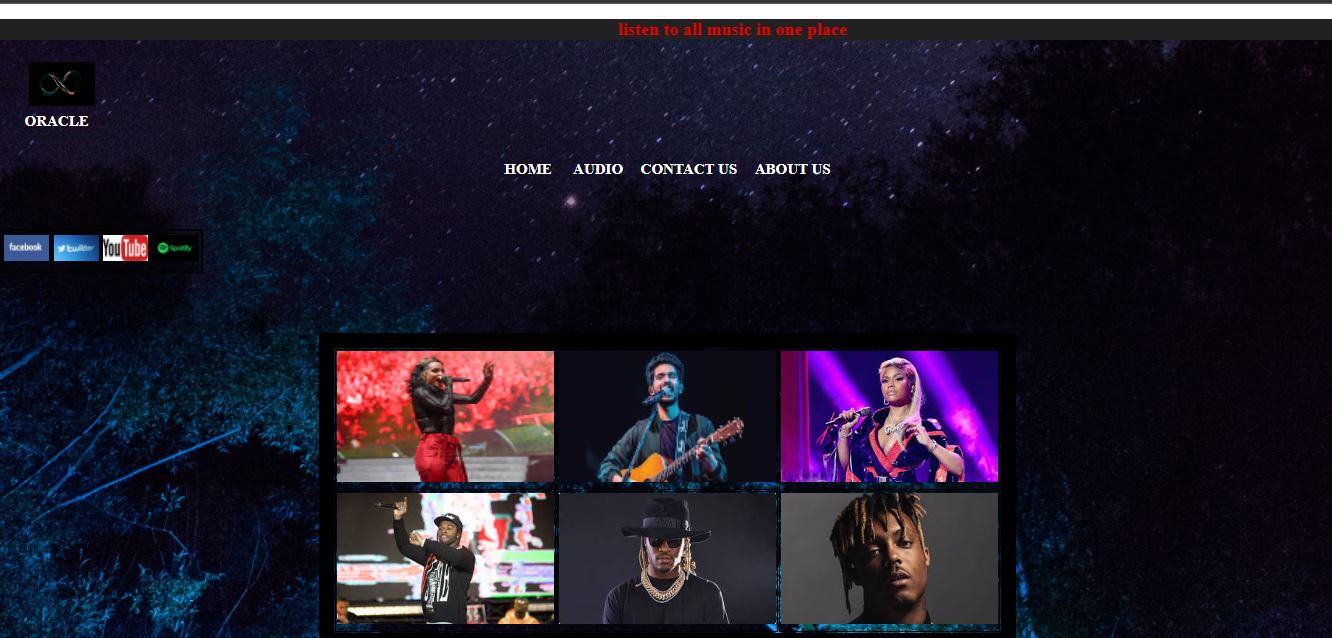 listen to all music in one place
ORACLE
HOME AUDIO CONTACT US ABOUT US
facebook twitter YouTube Spotify